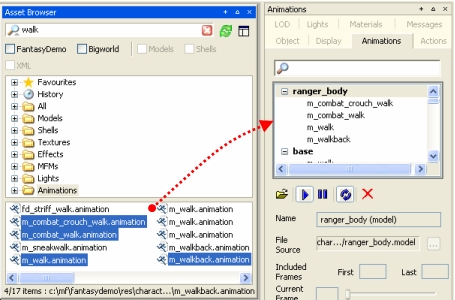 Asset Browser
walk
FantasyDemo
Bigworld
Models
Shells
XML
Favourites
History
All
Models
Shells
Textures
Effects
MFMs
Lights
Animations
fd_striff_walk.animation
m_walk.animation
m_combat_crouch_walk.animation
m_walk.animation
m_combat_walk.animation
m_walk.animation
m_sneakwalk.animation
m_walkback.animation
m_walk.animation
m_walkback.animation
4/17 items : c:\mf\fantasydemo\res\charact...\m_walkback.animation
Animations
LOD
Lights
Materials
Messages
Object
Display
Animations
Actions
ranger_body
m_combat_crouch_walk
m_combat_walk
m_walk
m_walkback
base
m_walk
Name
ranger_body (model)
File Source
char.../ranger.body.model
...
Included Frames
First
Last
Current Frame